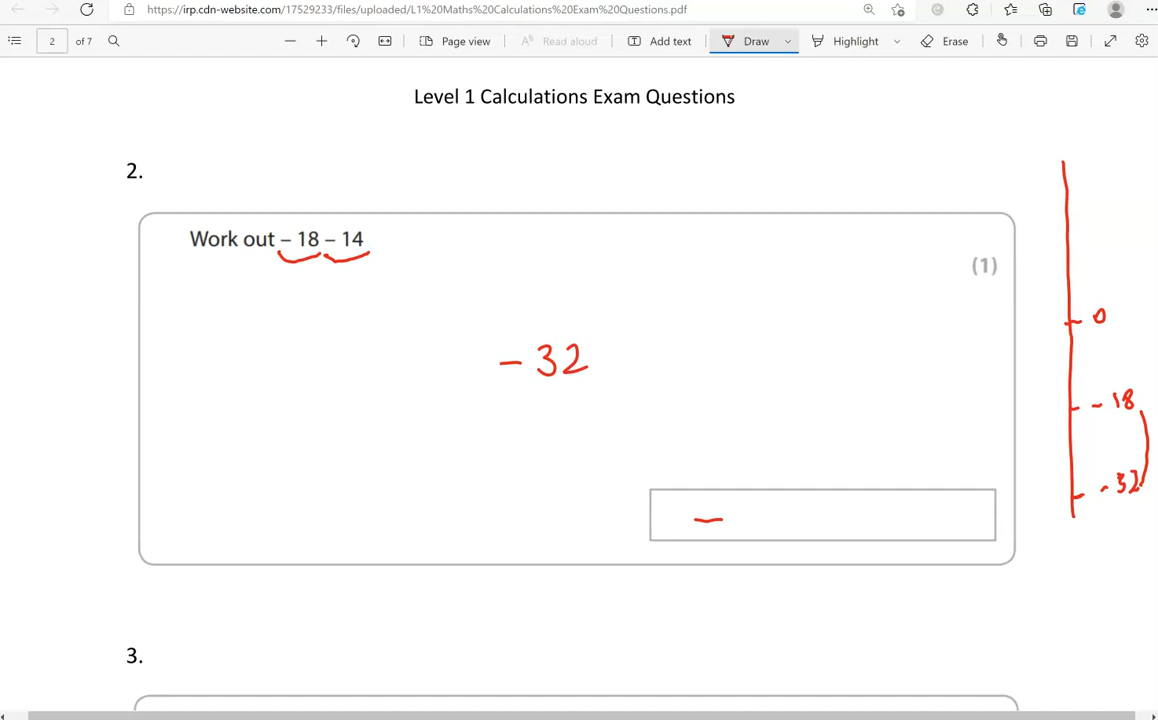 https://irp.cdn-website.com/17529233/files/uploaded/L1%20Maths%20Calculations%20Exam%20Questions.pdf
2 of 7
Page view
Read aloud
Add text
Draw
Highlight
Erase
Level 1 Calculations Exam Questions
2.
Work out – 18 – 14
(1)
0
- 32
- 18
- 32
–
3.